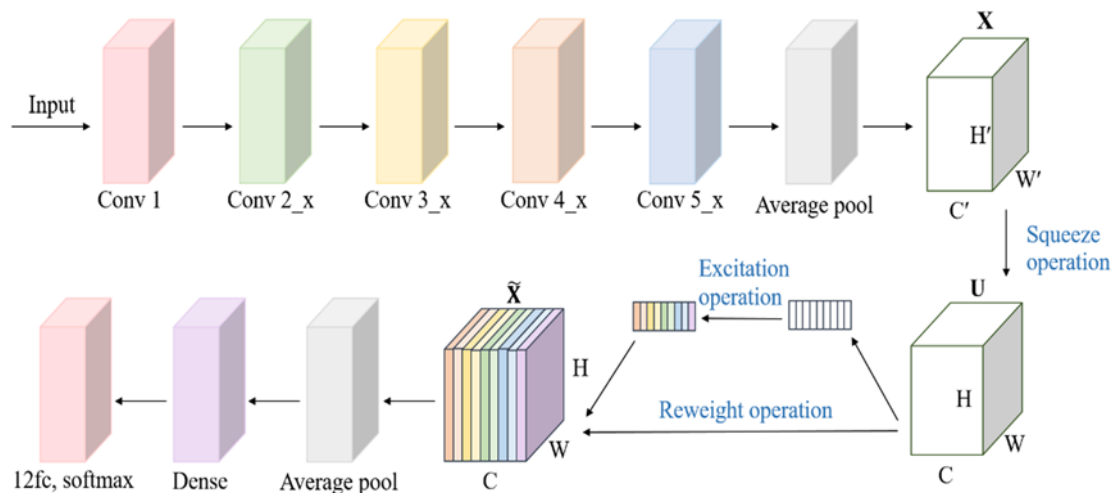 X
Input
H′
W′
C′
Conv 1
Conv 2_x
Conv 3_x
Conv 4_x
Conv 5_x
Average pool
Squeeze
operation
Excitation
operation
U
X̃
H
W
C
Reweight operation
H
W
C
12fc, softmax
Dense
Average pool